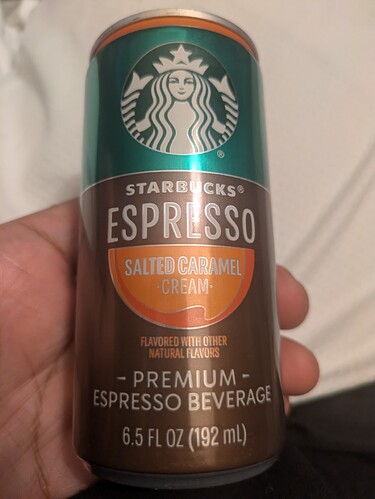 STARBUCKS®
ESPRESSO
SALTED CARAMEL
·CREAM·
FLAVORED WITH OTHER
NATURAL FLAVORS
– PREMIUM –
ESPRESSO BEVERAGE
6.5 FL OZ (192 mL)